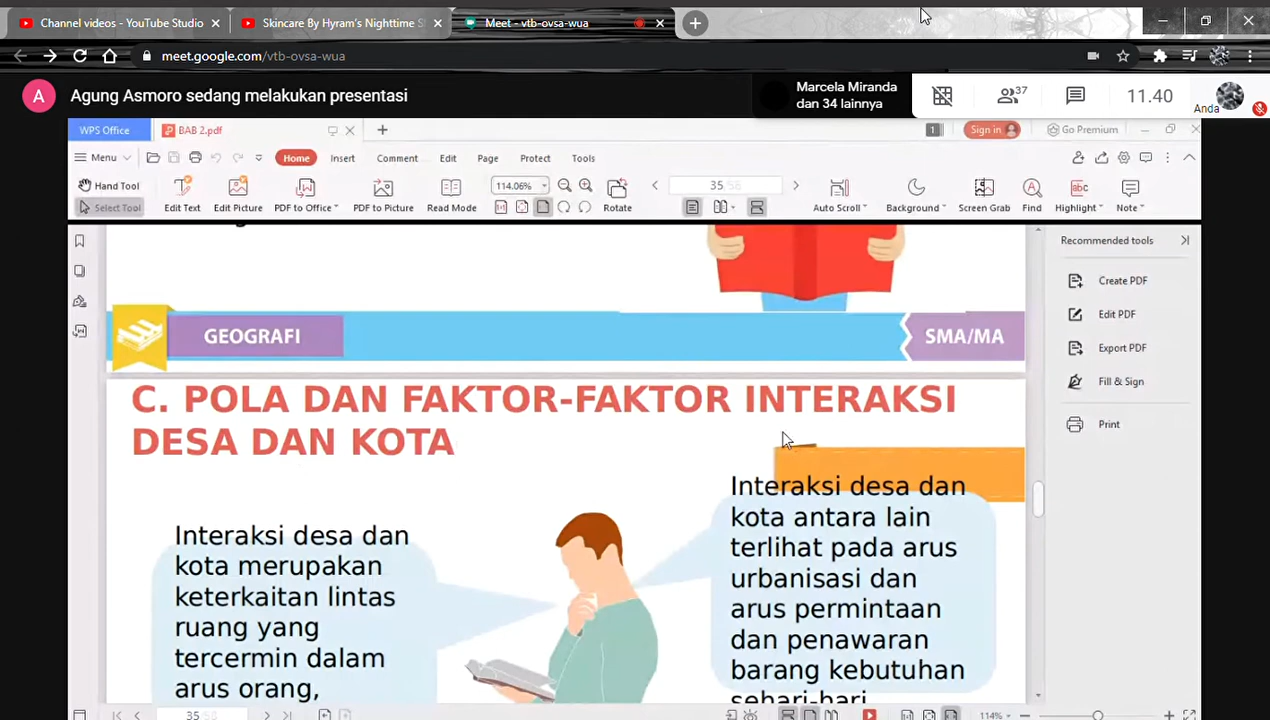 Channel videos - YouTube Studio
Skincare By Hyram's Nighttime S
Meet - vtb-ovsa-wua
meet.google.com/vtb-ovsa-wua
A
Agung Asmoro sedang melakukan presentasi
Marcela Miranda
dan 34 lainnya
37
11.40
Anda
WPS Office
BAB 2.pdf
1
Sign in
Go Premium
Menu
Home
Insert
Comment
Edit
Page
Protect
Tools
Hand Tool
Select Tool
Edit Text
Edit Picture
PDF to Office
PDF to Picture
Read Mode
114.06%
Rotate
35/58
Auto Scroll
Background
Screen Grab
Find
Highlight
Note
Recommended tools
Create PDF
Edit PDF
Export PDF
Fill & Sign
Print
GEOGRAFI
SMA/MA
C. POLA DAN FAKTOR-FAKTOR INTERAKSI
DESA DAN KOTA
Interaksi desa dan
kota merupakan
keterkaitan lintas
ruang yang
tercermin dalam
arus orang,
Interaksi desa dan
kota antara lain
terlihat pada arus
urbanisasi dan
arus permintaan
dan penawaran
barang kebutuhan
sehari-hari
35/58
114%